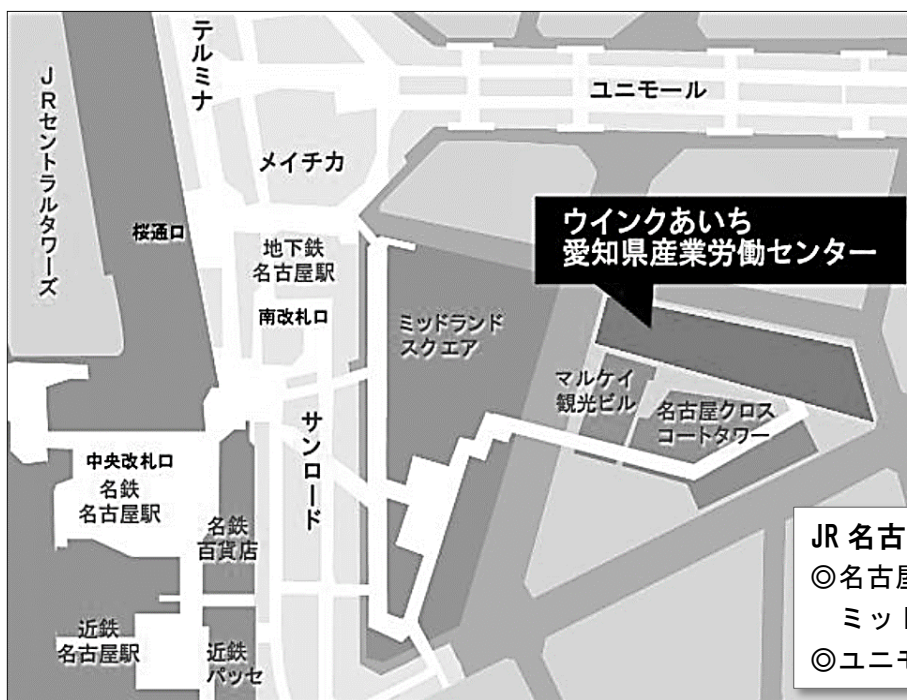 テルミナ
JRセントラルタワーズ
ユニモール
メイチカ
ウインクあいち
愛知県産業労働センター
桜通口
地下鉄
名古屋駅
南改札口
ミッドランド
スクエア
マルケイ
観光ビル
名古屋クロス
コートタワー
サンロード
中央改札口
名鉄
名古屋駅
名鉄
百貨店
近鉄
名古屋駅
近鉄
パッセ
JR 名古
◎名古屋
ミット
◎ユニモ